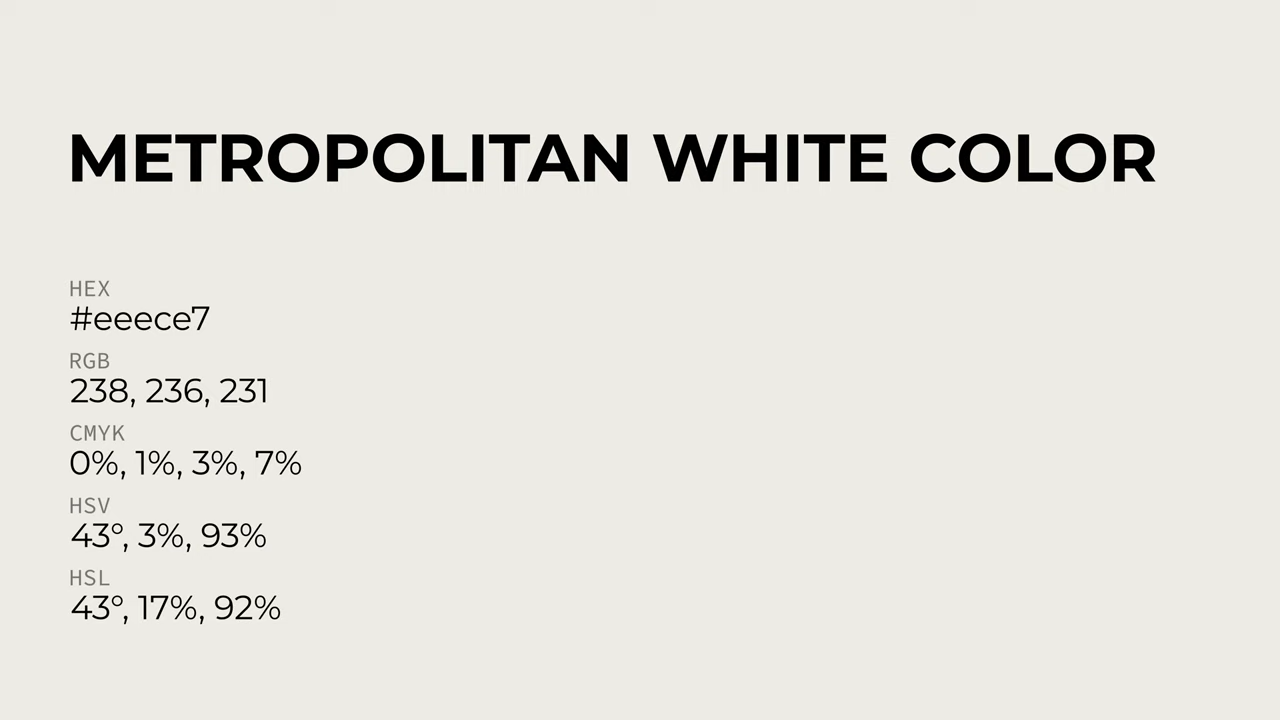 METROPOLITAN WHITE COLOR
HEX
#eeece7
RGB
238, 236, 231
CMYK
0%, 1%, 3%, 7%
HSV
43°, 3%, 93%
HSL
43°, 17%, 92%